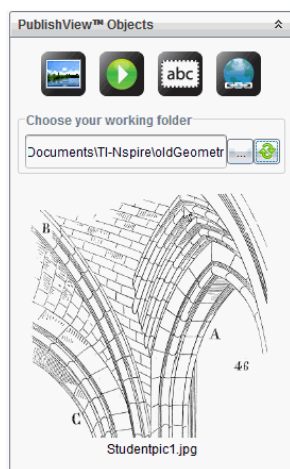 PublishView™ Objects
abc
Choose your working folder
Documents\TI-Nspire\oldGeometr
...
B
A
46
C
Studentpic1.jpg